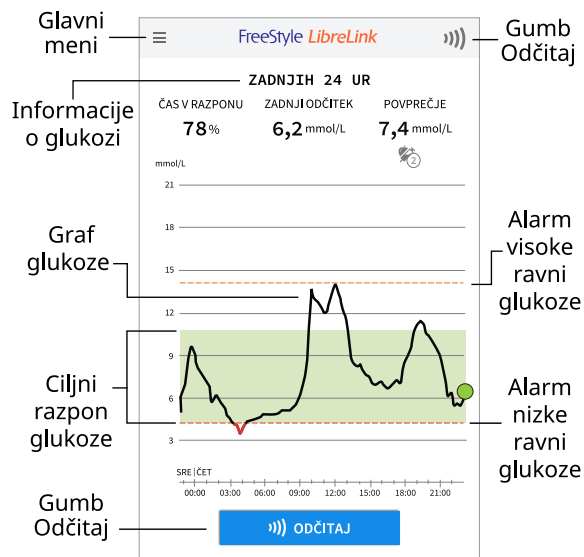 Glavni
meni
FreeStyle LibreLink
Gumb
Odčitaj
ZADNJIH 24 UR
Informacije
o glukozi
ČAS V RAZPONU
78%
ZADNJI ODČITEK
6,2 mmol/L
POVPREČJE
7,4 mmol/L
2
mmol/L
21
18
15
12
9
6
3
Graf
glukoze
Alarm
visoke
ravni
glukoze
Ciljni
razpon
glukoze
Alarm
nizke
ravni
glukoze
SRE|ČET
00:00 03:00 06:00 09:00 12:00 15:00 18:00 21:00
Gumb
Odčitaj
ODČITAJ